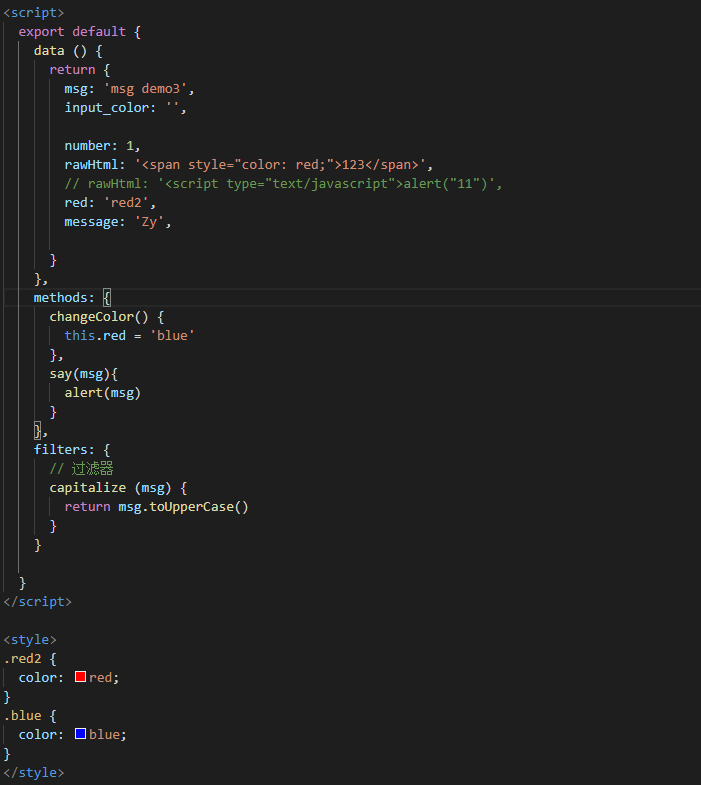 <script>
export default {
data () {
return {
msg: 'msg demo3',
input_color: '',
number: 1,
rawHtml: '<span style="color: red;">123</span>',
// rawHtml: '<script type="text/javascript">alert("11")',
red: 'red2',
message: 'Zy',
}
},
methods: {
changeColor() {
this.red = 'blue'
},
say(msg){
alert(msg)
}
},
filters: {
// 过滤器
capitalize (msg) {
return msg.toUpperCase()
}
}
}
</script>
<style>
.red2 {
color: red;
}
.blue {
color: blue;
}
</style>